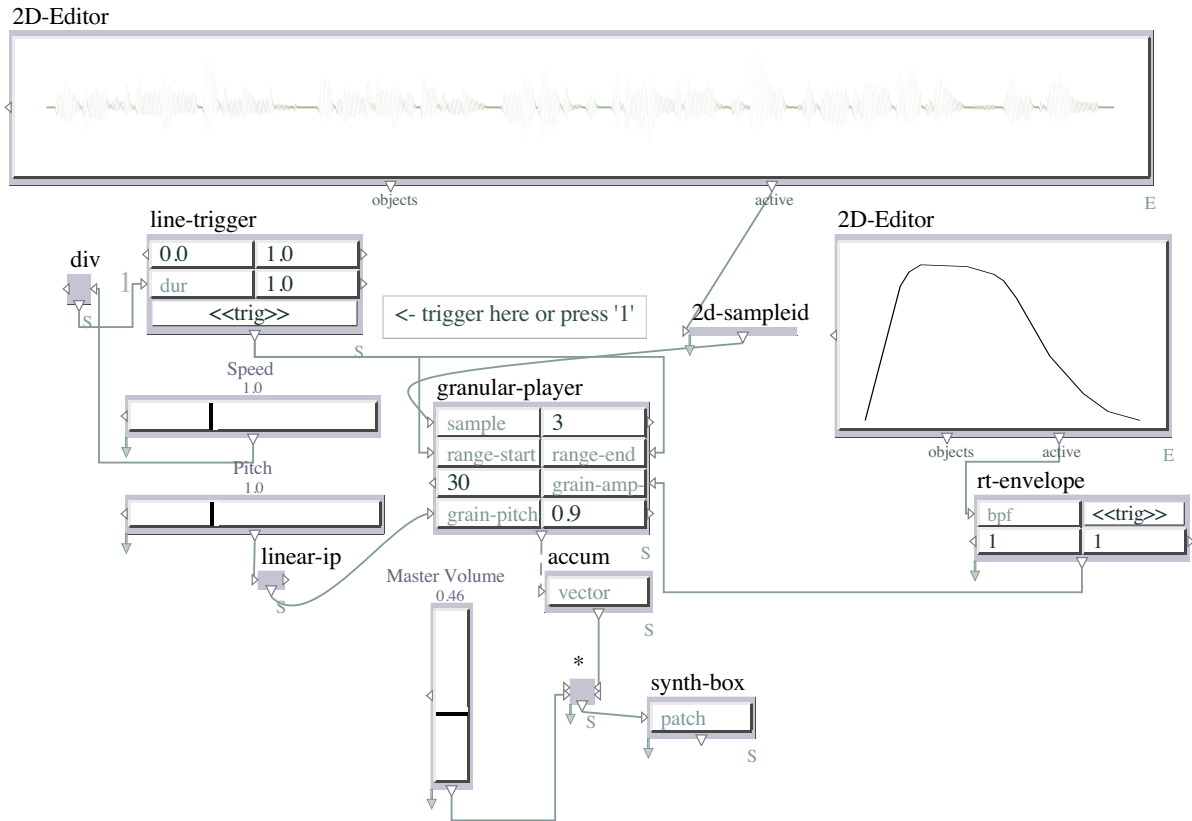 2D-Editor
objects
active
E
line-trigger
0.0 1.0
dur 1.0
<<trig>>
S
div
1
S
<- trigger here or press '1'
2d-sampleid
2D-Editor
objects
active
E
Speed
1.0
Pitch
1.0
granular-player
sample 3
range-start range-end
30 grain-amp-
grain-pitch 0.9
S
rt-envelope
bpf <<trig>>
1 1
linear-ip
S
accum
vector
S
Master Volume
0.46
*
S
synth-box
patch
S